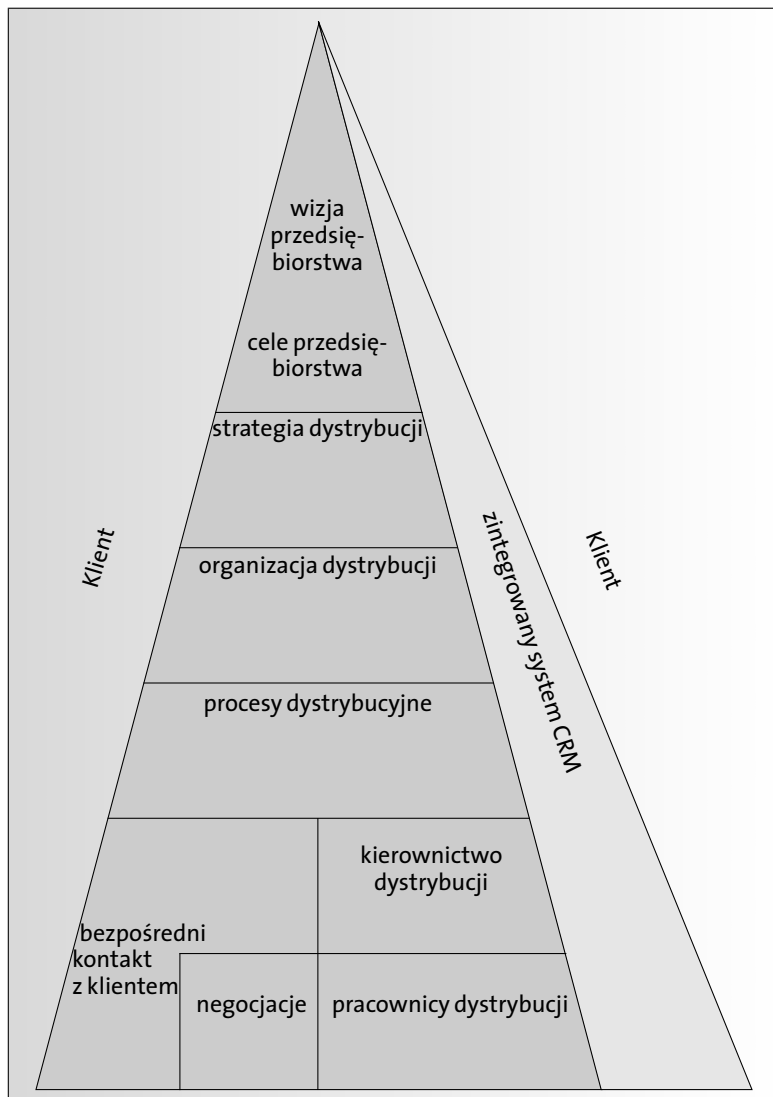 wizja
przedsię-
biorstwa
cele przedsię-
biorstwa
strategia dystrybucji
organizacja dystrybucji
procesy dystrybucyjne
kierownictwo
dystrybucji
bezpośredni
kontakt
z klientem
negocjacje
pracownicy dystrybucji
Klient
zintegrowany system CRM
Klient